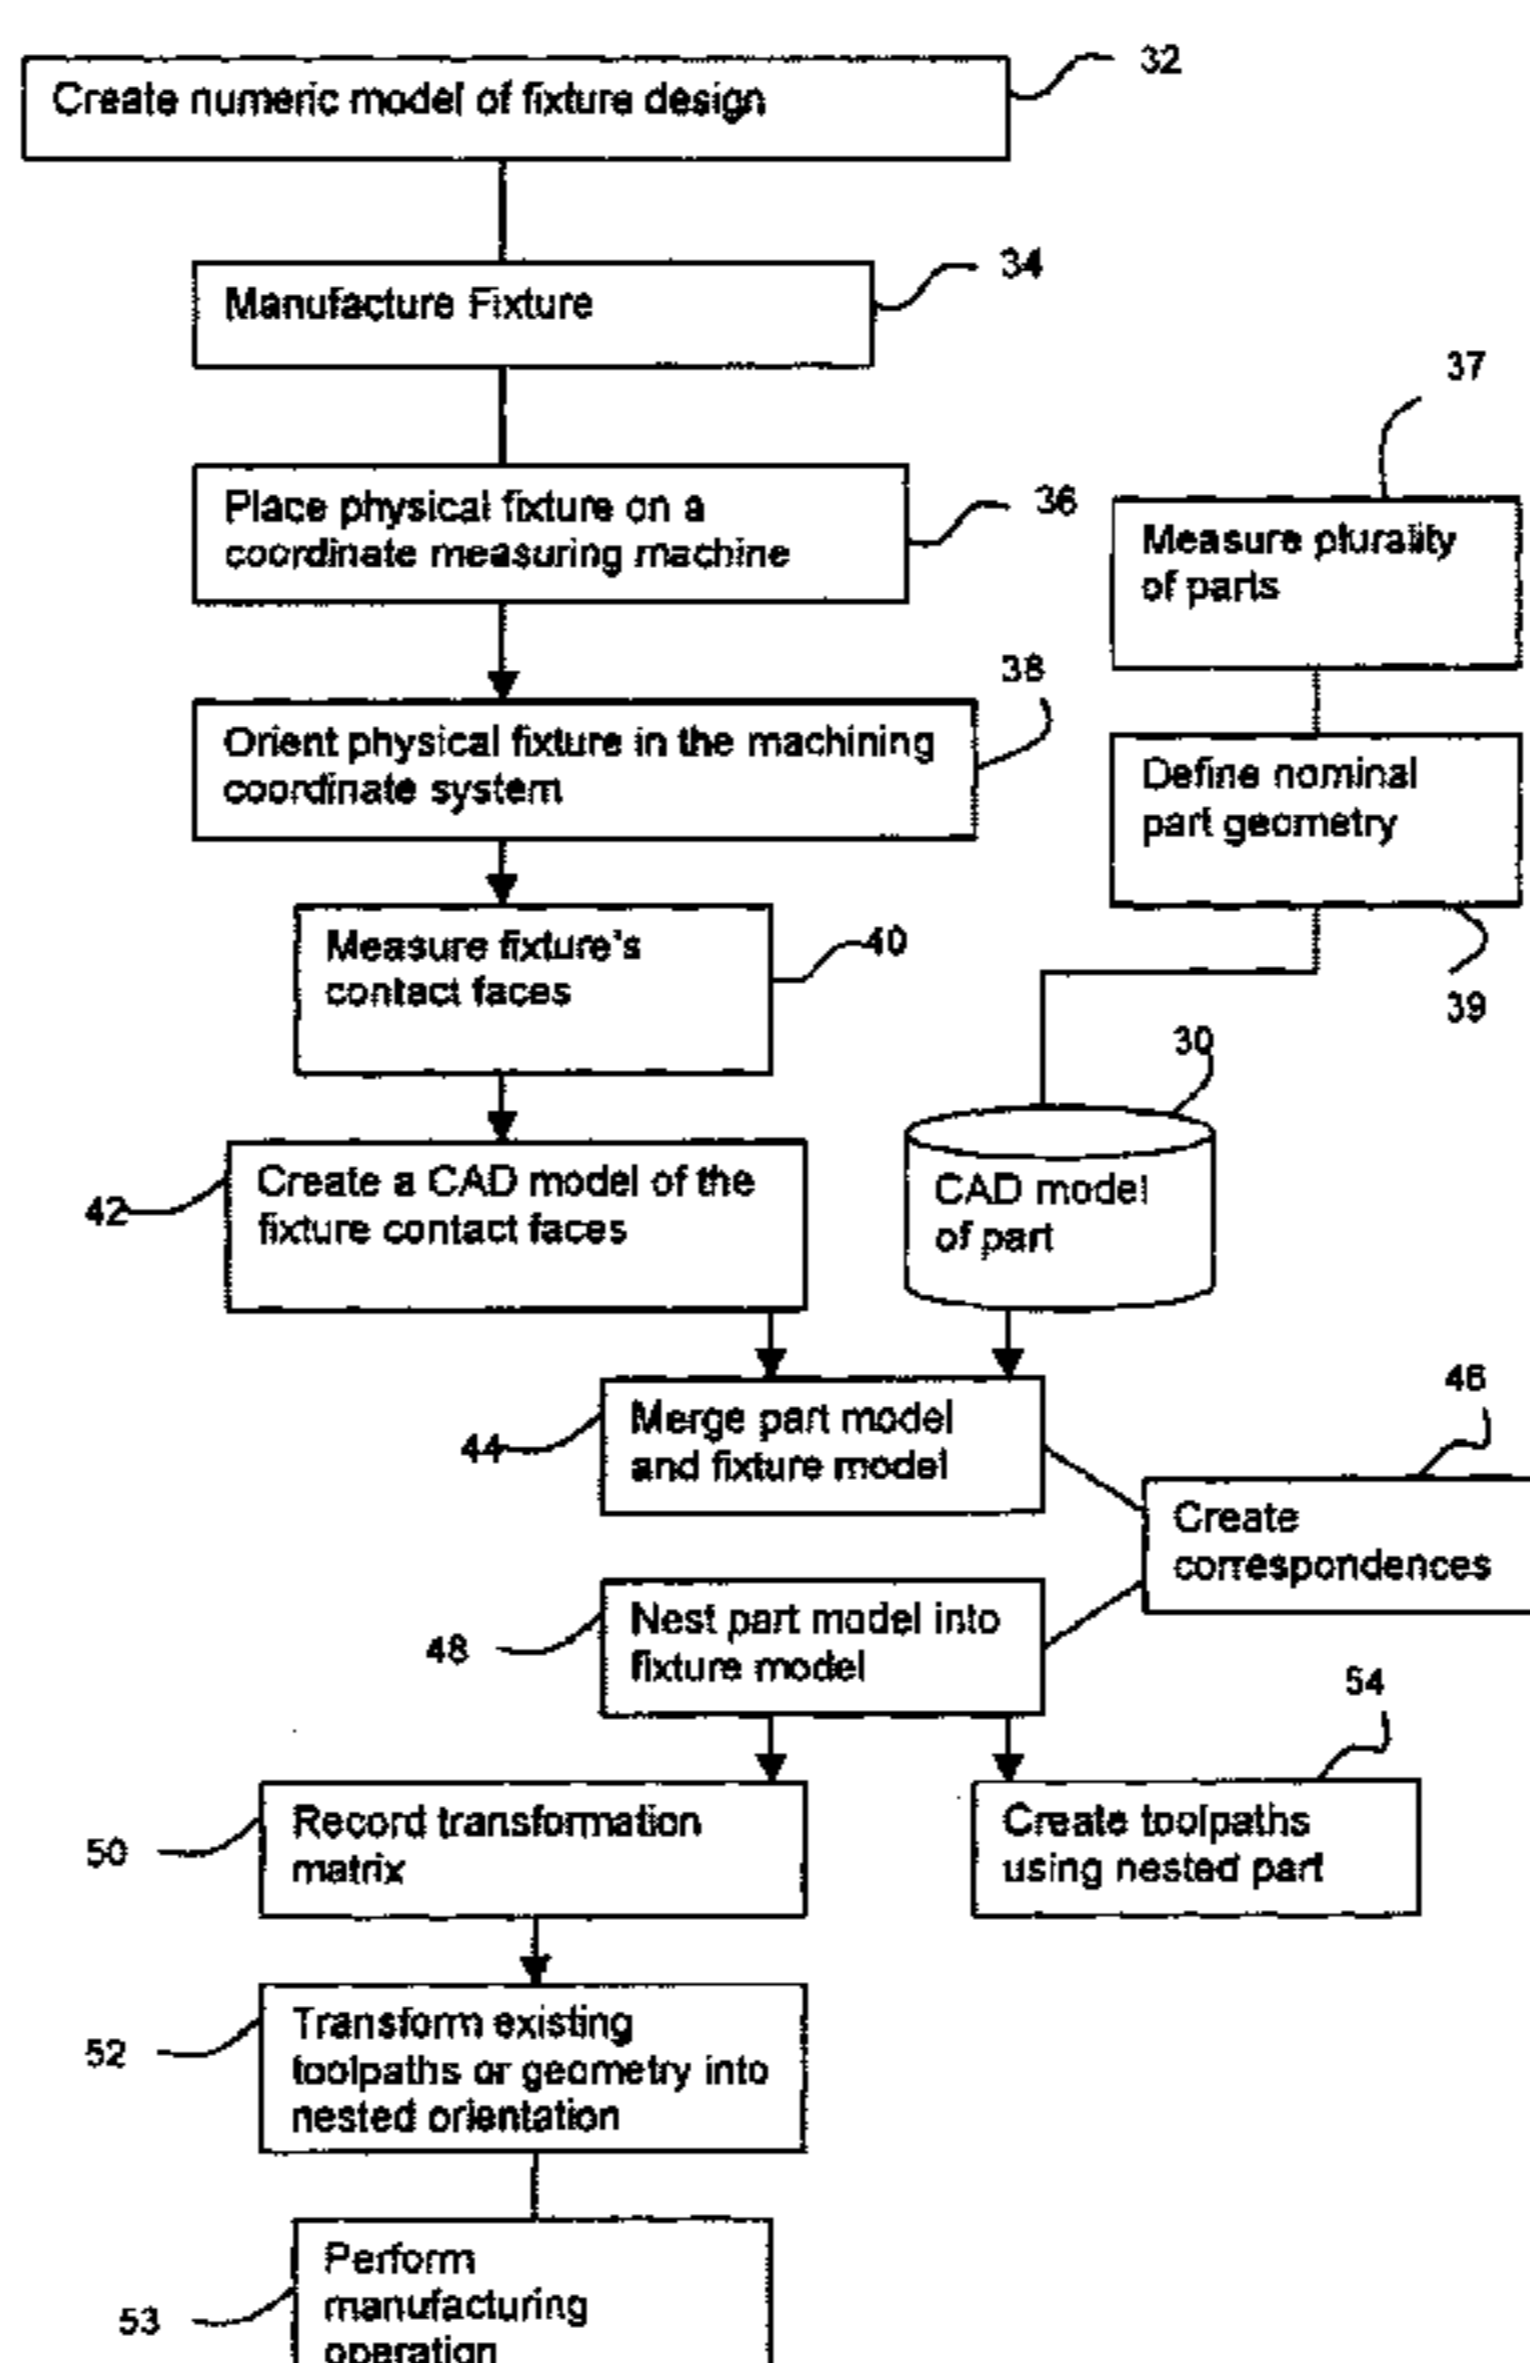 32
Create numeric model of fixture design
34
Manufacture Fixture
37
36
Place physical fixture on a
coordinate measuring machine
Measure plurality
of parts
38
Orient physical fixture in the machining
coordinate system
Define nominal
part geometry
40
Measure fixture's
contact faces
39
30
42
Create a CAD model of the
fixture contact faces
CAD model
of part
46
44
Merge part model
and fixture model
Create
correspondences
48
Nest part model into
fixture model
54
50
Record transformation
matrix
Create toolpaths
using nested part
52
Transform existing
toolpaths or geometry into
nested orientation
53
Perform
manufacturing
operation